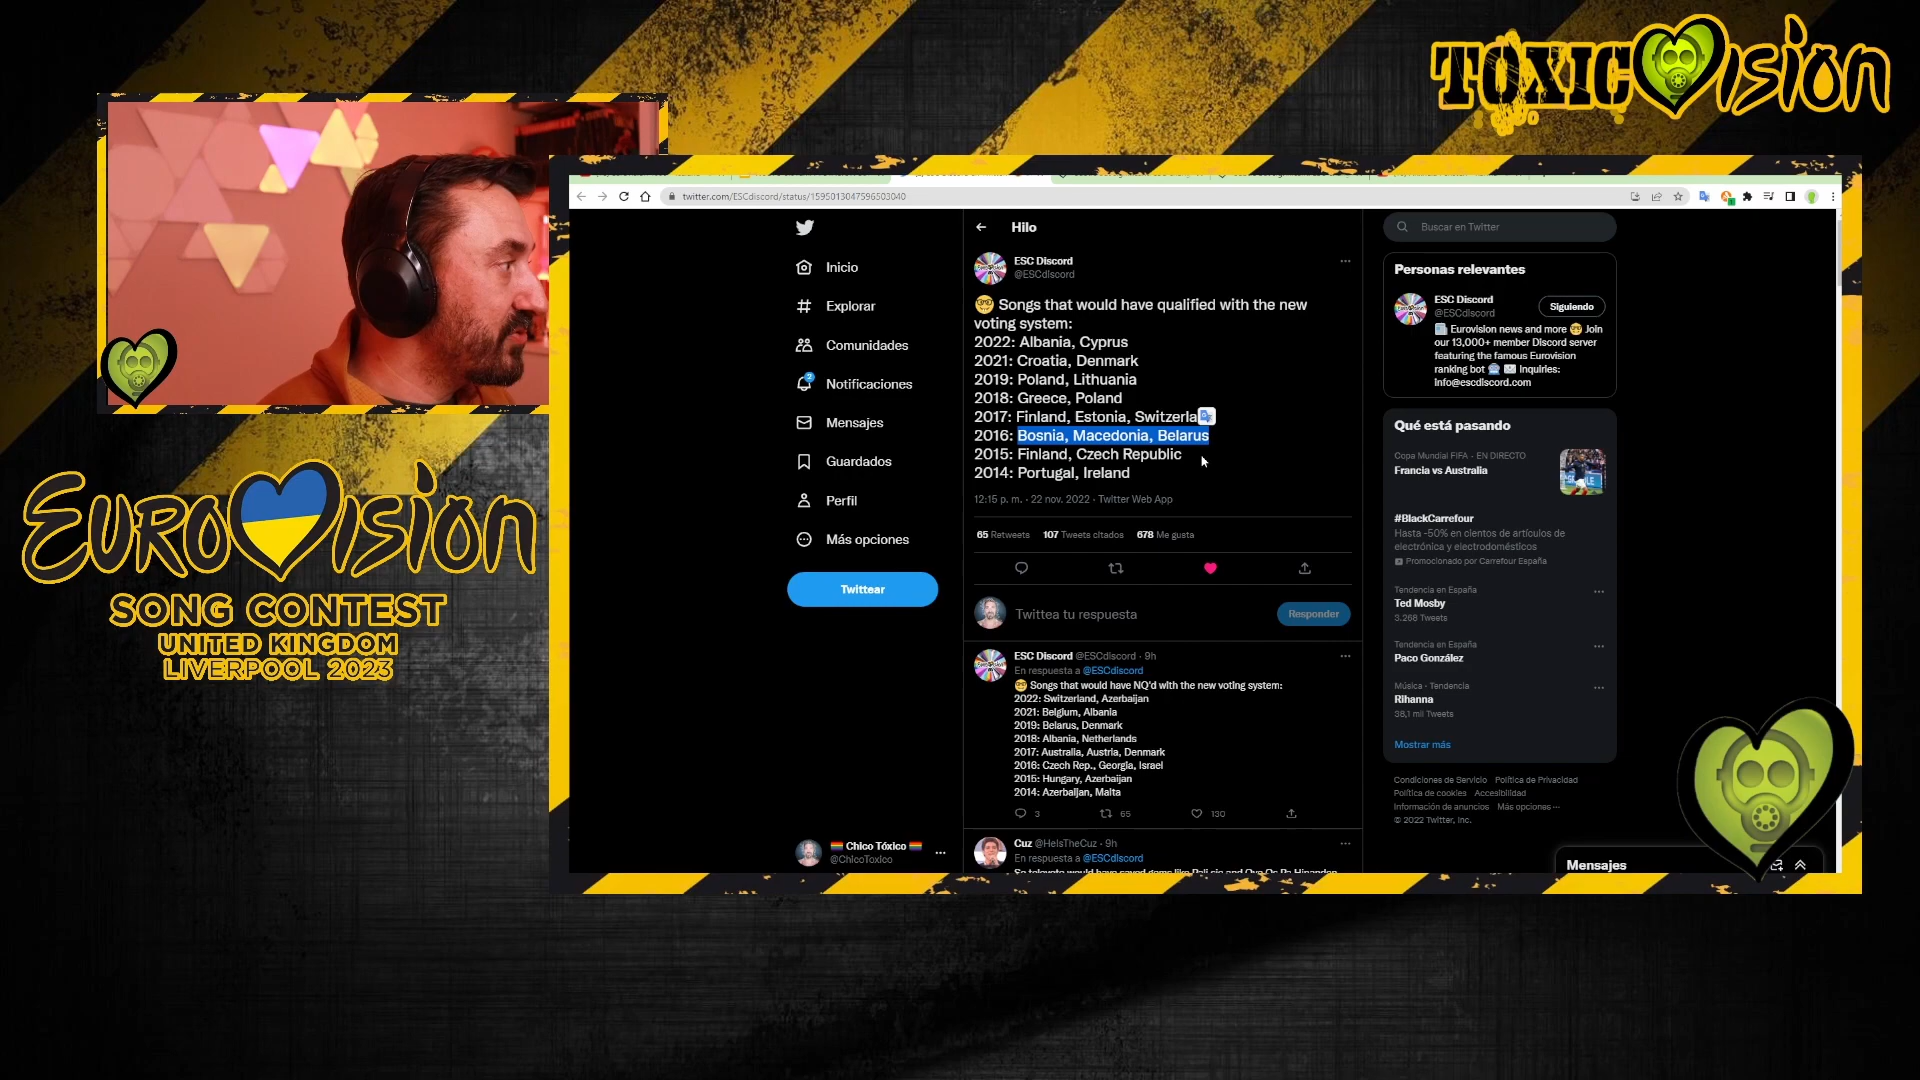 TOXIC VISION
EUROVISION
SONG CONTEST
UNITED KINGDOM
LIVERPOOL 2023
twitter.com/ESCdiscord/status/1595013047596503040
Inicio
Explorar
Comunidades
2
Notificaciones
Mensajes
Guardados
Perfil
Más opciones
Twittear
Chico Tóxico
@ChicoToxico
Hilo
ESC Discord
@ESCdiscord
Songs that would have qualified with the new
voting system:
2022: Albania, Cyprus
2021: Croatia, Denmark
2019: Poland, Lithuania
2018: Greece, Poland
2017: Finland, Estonia, Switzerla
2016: Bosnia, Macedonia, Belarus
2015: Finland, Czech Republic
2014: Portugal, Ireland
12:15 p. m. · 22 nov. 2022 · Twitter Web App
65 Retweets 107 Tweets citados 678 Me gusta
Twittea tu respuesta
Responder
ESC Discord @ESCdiscord · 9h
En respuesta a @ESCdiscord
Songs that would have NQ'd with the new voting system:
2022: Switzerland, Azerbaijan
2021: Belgium, Albania
2019: Belarus, Denmark
2018: Albania, Netherlands
2017: Australia, Austria, Denmark
2016: Czech Rep., Georgia, Israel
2015: Hungary, Azerbaijan
2014: Azerbaijan, Malta
3 65 130
Cuz @HeIsTheCuz · 9h
En respuesta a @ESCdiscord
Buscar en Twitter
Personas relevantes
ESC Discord
@ESCdiscord
Siguiendo
Eurovision news and more Join
our 13,000+ member Discord server
featuring the famous Eurovision
ranking bot Inquiries:
info@escdiscord.com
Qué está pasando
Copa Mundial FIFA · EN DIRECTO
Francia vs Australia
#BlackCarrefour
Hasta -50% en cientos de artículos de
electrónica y electrodomésticos
Promocionado por Carrefour España
Tendencia en España
Ted Mosby
3.268 Tweets
Tendencia en España
Paco González
Música · Tendencia
Rihanna
38,1 mil Tweets
Mostrar más
Condiciones de Servicio Política de Privacidad
Política de cookies Accesibilidad
Información de anuncios Más opciones ···
© 2022 Twitter, Inc.
Mensajes